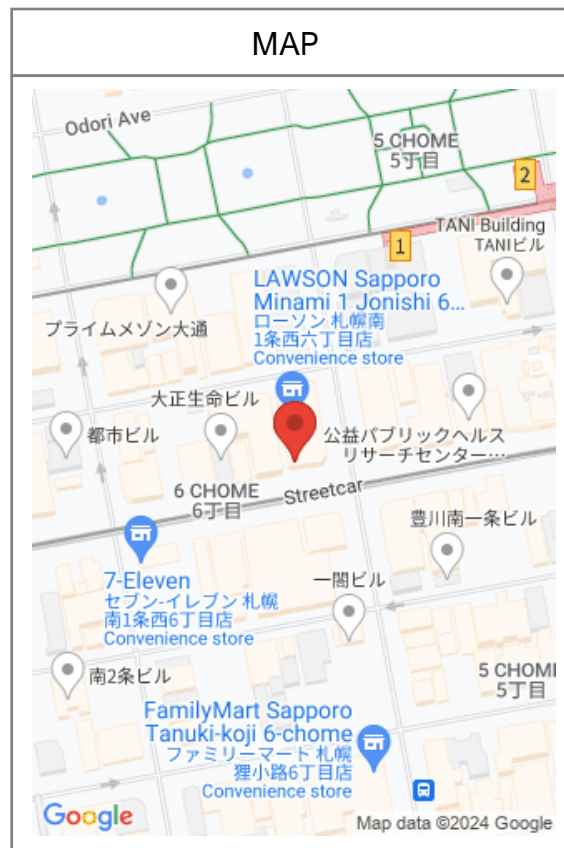 MAP
Odori Ave
5 CHOME
5丁目
2
1
TANI Building
TANIビル
LAWSON Sapporo
Minami 1 Jonishi 6...
ローソン 札幌南
1条西六丁目店
Convenience store
プライムメゾン大通
大正生命ビル
都市ビル
公益パブリックヘルス
リサーチセンター…
6 CHOME
6丁目
Streetcar
豊川南一条ビル
7-Eleven
セブン-イレブン 札幌
南1条西6丁目店
Convenience store
一閤ビル
南2条ビル
5 CHOM
5丁目
FamilyMart Sapporo
Tanuki-koji 6-chome
ファミリーマート 札幌
狸小路6丁目店
Convenience store
Google
Map data ©2024 Google